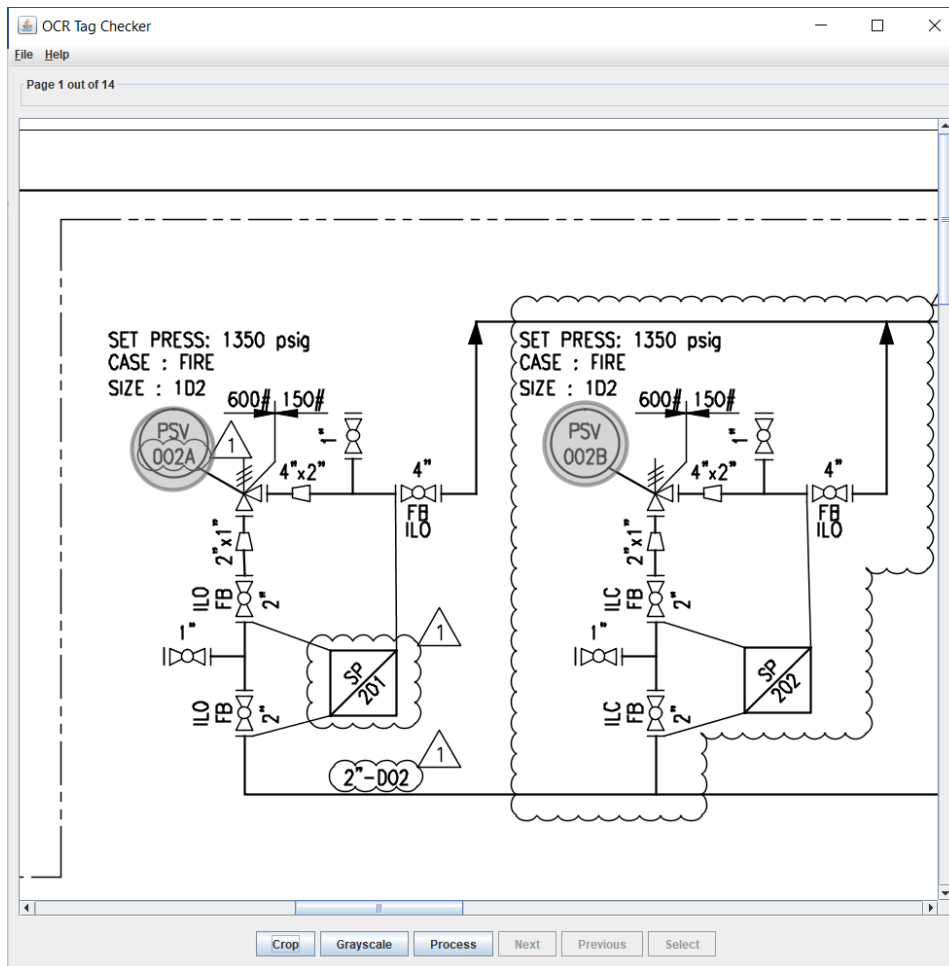 OCR Tag Checker
File Help
Page 1 out of 14
SET PRESS: 1350 psig
CASE : FIRE
SIZE : 1D2
600# 150#
PSV
002A
1
1"
4"x2"
4"
FB
ILO
2"x1"
ILO
FB
2"
1"
ILO
FB
2"
SP
201
1
2"-D02
1
SET PRESS: 1350 psig
CASE : FIRE
SIZE : 1D2
600# 150#
PSV
002B
1"
4"x2"
4"
FB
ILO
2"x1"
ILC
FB
2"
1"
ILC
FB
2"
SP
202
Crop Grayscale Process Next Previous Select